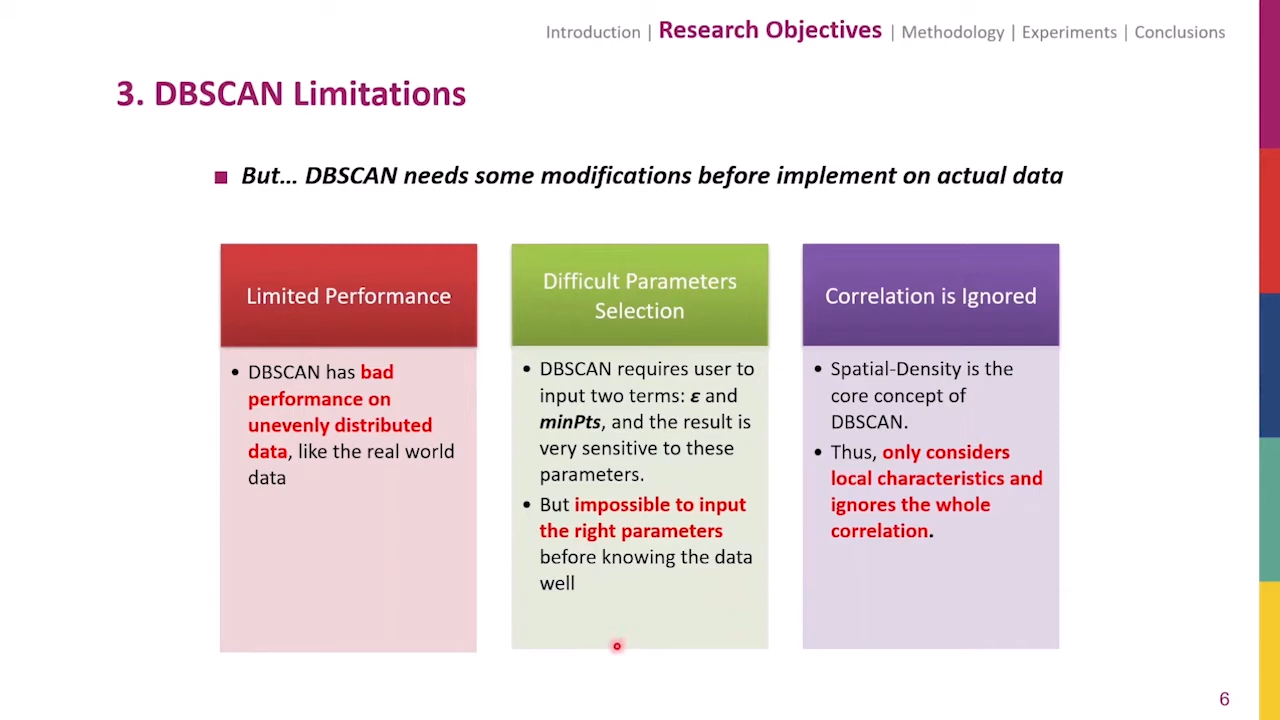 Introduction | Research Objectives | Methodology | Experiments | Conclusions
3. DBSCAN Limitations
■ But... DBSCAN needs some modifications before implement on actual data
Limited Performance
• DBSCAN has bad
performance on
unevenly distributed
data, like the real world
data
Difficult Parameters
Selection
• DBSCAN requires user to
input two terms: ε and
minPts, and the result is
very sensitive to these
parameters.
• But impossible to input
the right parameters
before knowing the data
well
Correlation is Ignored
• Spatial-Density is the
core concept of
DBSCAN.
• Thus, only considers
local characteristics and
ignores the whole
correlation.
6